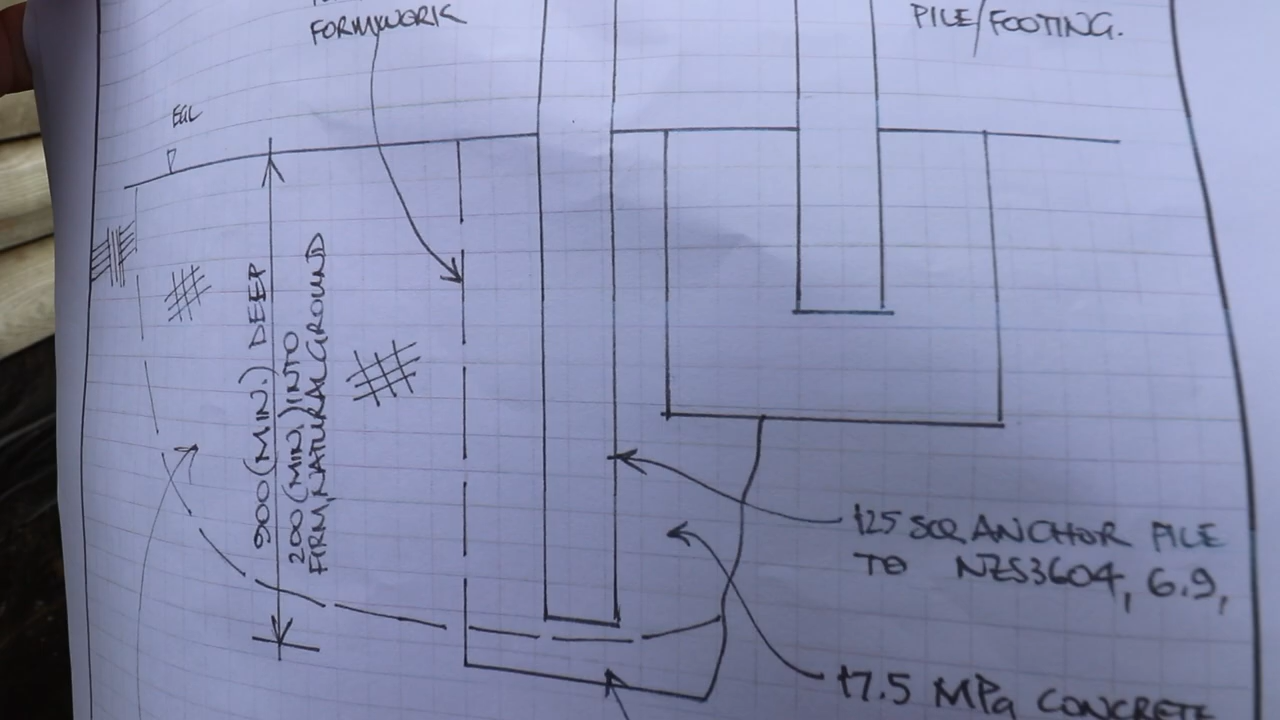 FORMWORK
PILE/FOOTING.
EGL
900 (MIN.) DEEP
200 (MIN.) INTO
FIRM, NATURAL GROUND
125 SQ ANCHOR PILE
TO NZS3604, 6.9,
17.5 MPa CONCRETE